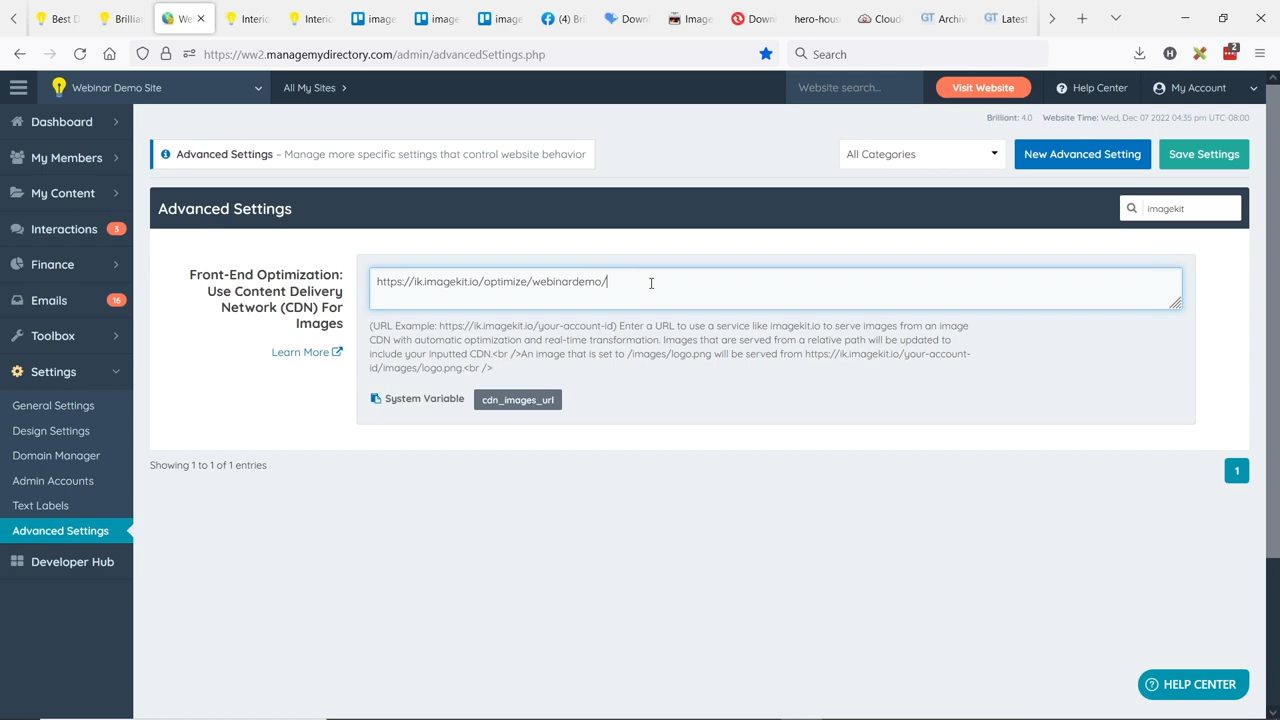 Best D
Brillia
We
Interio
Interio
image
image
image
(4) Bri
Down
Image
Down
hero-hous
Cloud
GT Archiv
GT Latest
https://ww2.managemydirectory.com/admin/advancedSettings.php
Search
2
Webinar Demo Site
All My Sites
Website search...
Visit Website
Help Center
My Account
Brilliant: 4.0 Website Time: Wed, Dec 07 2022 04:35 pm UTC-08:00
Dashboard
My Members
My Content
Interactions 3
Finance
Emails 16
Toolbox
Settings
General Settings
Design Settings
Domain Manager
Admin Accounts
Text Labels
Advanced Settings
Developer Hub
Advanced Settings – Manage more specific settings that control website behavior
All Categories
New Advanced Setting
Save Settings
Advanced Settings
imagekit
Front-End Optimization:
Use Content Delivery
Network (CDN) For
Images
Learn More
https://ik.imagekit.io/optimize/webinardemo/
(URL Example: https://ik.imagekit.io/your-account-id) Enter a URL to use a service like imagekit.io to serve images from an image
CDN with automatic optimization and real-time transformation. Images that are served from a relative path will be updated to
include your inputted CDN.<br />An image that is set to /images/logo.png will be served from https://ik.imagekit.io/your-account-
id/images/logo.png.<br />
System Variable
cdn_images_url
Showing 1 to 1 of 1 entries
1
HELP CENTER